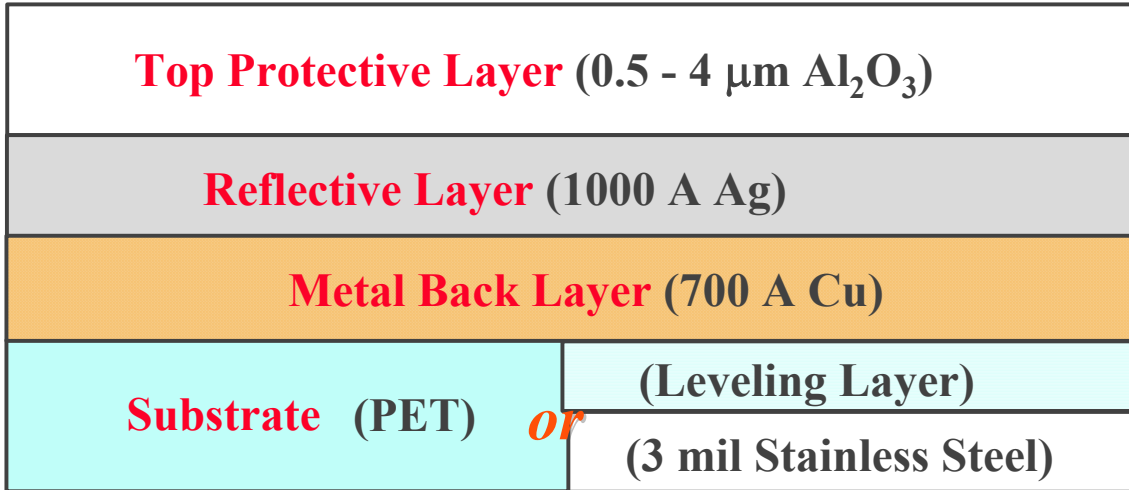 Top Protective Layer (0.5 - 4 μm Al₂O₃)
Reflective Layer (1000 A Ag)
Metal Back Layer (700 A Cu)
Substrate (PET) or
(Leveling Layer)
(3 mil Stainless Steel)